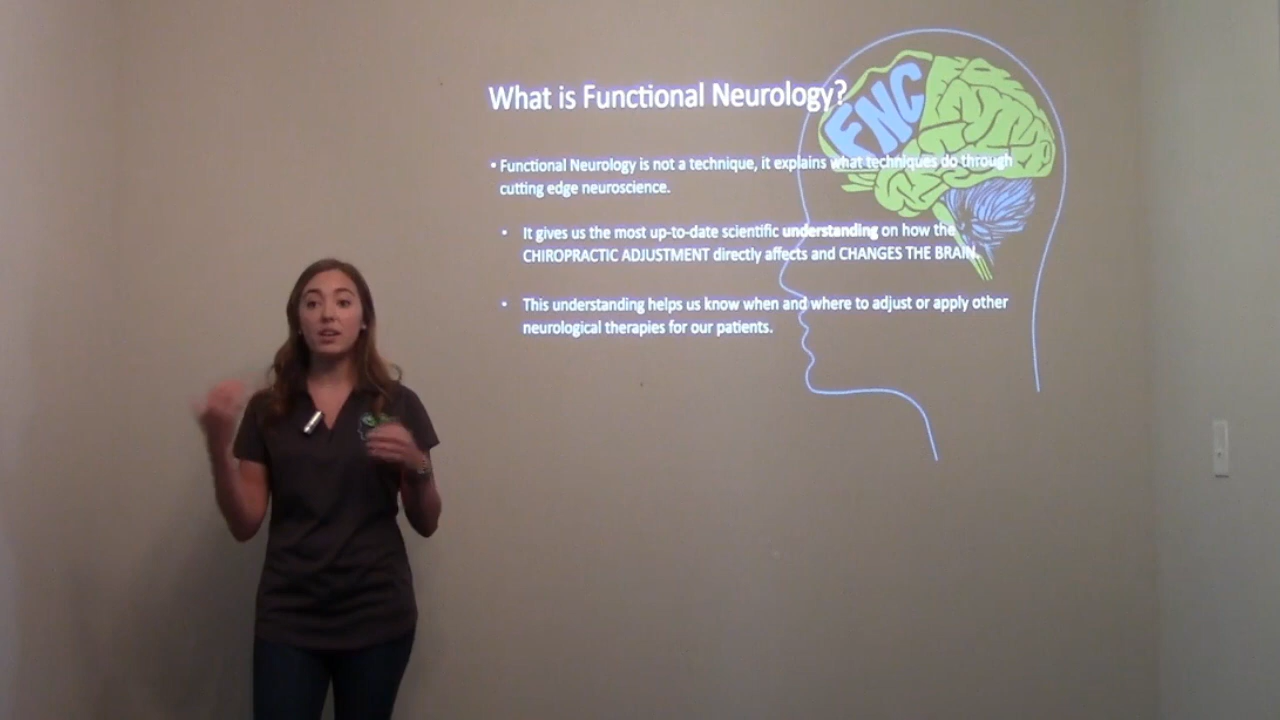 What is Functional Neurology?
FNC
• Functional Neurology is not a technique, it explains what techniques do through
cutting edge neuroscience.
• It gives us the most up-to-date scientific understanding on how the
CHIROPRACTIC ADJUSTMENT directly affects and CHANGES THE BRAIN.
• This understanding helps us know when and where to adjust or apply other
neurological therapies for our patients.